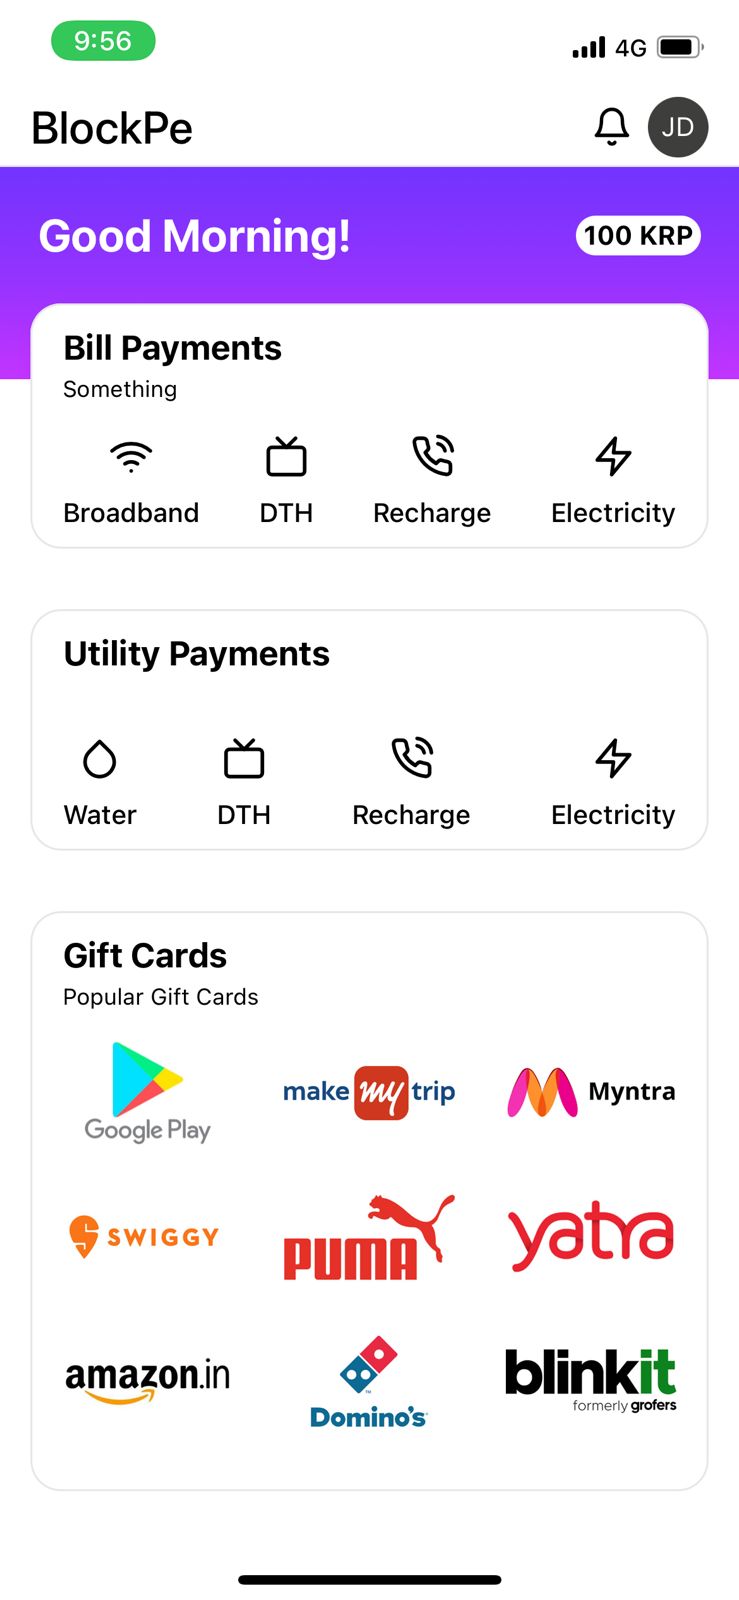 9:56 4G
BlockPe JD
Good Morning! 100 KRP
Bill Payments
Something
Broadband DTH Recharge Electricity
Utility Payments
Water DTH Recharge Electricity
Gift Cards
Popular Gift Cards
Google Play make my trip Myntra
SWIGGY PUMA yatra
amazon.in Domino's blinkit
TM
formerly grofers